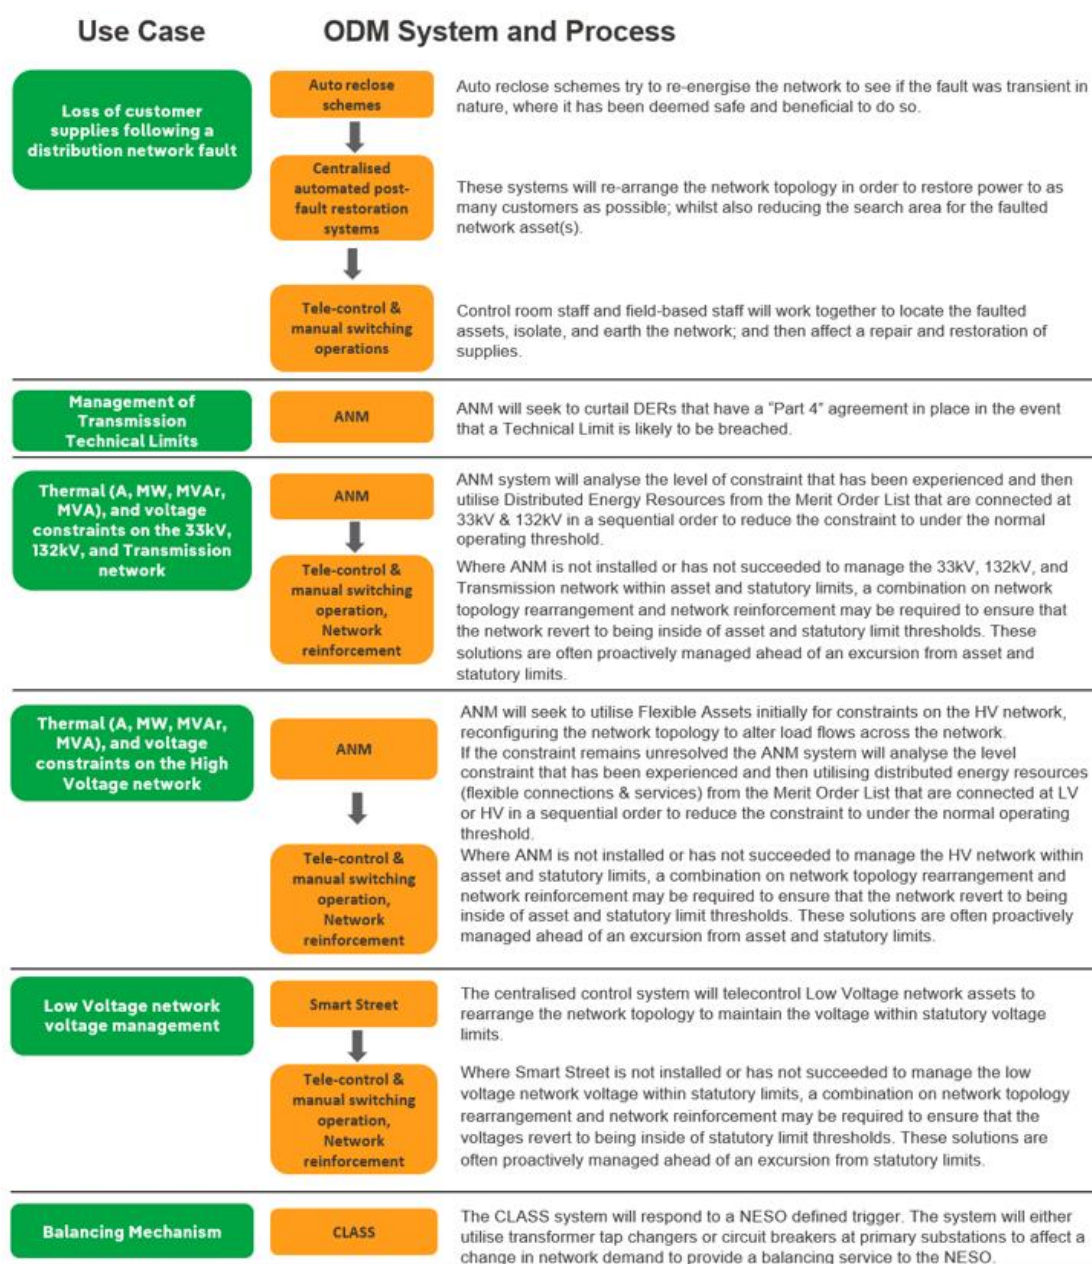 Use Case
ODM System and Process
Loss of customer
supplies following a
distribution network fault
Auto reclose
schemes
Auto reclose schemes try to re-energise the network to see if the fault was transient in
nature, where it has been deemed safe and beneficial to do so.
Centralised
automated post-
fault restoration
systems
These systems will re-arrange the network topology in order to restore power to as
many customers as possible; whilst also reducing the search area for the faulted
network asset(s).
Tele-control &
manual switching
operations
Control room staff and field-based staff will work together to locate the faulted
assets, isolate, and earth the network; and then affect a repair and restoration of
supplies.
Management of
Transmission
Technical Limits
ANM
ANM will seek to curtail DERs that have a "Part 4" agreement in place in the event
that a Technical Limit is likely to be breached.
Thermal (A, MW, MVAr,
MVA), and voltage
constraints on the 33kV,
132kV, and Transmission
network
ANM
ANM system will analyse the level of constraint that has been experienced and then
utilise Distributed Energy Resources from the Merit Order List that are connected at
33kV & 132kV in a sequential order to reduce the constraint to under the normal
operating threshold.
Tele-control &
manual switching
operation,
Network
reinforcement
Where ANM is not installed or has not succeeded to manage the 33kV, 132kV, and
Transmission network within asset and statutory limits, a combination on network
topology rearrangement and network reinforcement may be required to ensure that
the network revert to being inside of asset and statutory limit thresholds. These
solutions are often proactively managed ahead of an excursion from asset and
statutory limits.
Thermal (A, MW, MVAr,
MVA), and voltage
constraints on the High
Voltage network
ANM
ANM will seek to utilise Flexible Assets initially for constraints on the HV network,
reconfiguring the network topology to alter load flows across the network.
If the constraint remains unresolved the ANM system will analyse the level
constraint that has been experienced and then utilising distributed energy resources
(flexible connections & services) from the Merit Order List that are connected at LV
or HV in a sequential order to reduce the constraint to under the normal operating
threshold.
Tele-control &
manual switching
operation,
Network
reinforcement
Where ANM is not installed or has not succeeded to manage the HV network within
asset and statutory limits, a combination on network topology rearrangement and
network reinforcement may be required to ensure that the network revert to being
inside of asset and statutory limit thresholds. These solutions are often proactively
managed ahead of an excursion from asset and statutory limits.
Low Voltage network
voltage management
Smart Street
The centralised control system will telecontrol Low Voltage network assets to
rearrange the network topology to maintain the voltage within statutory voltage
limits.
Tele-control &
manual switching
operation,
Network
reinforcement
Where Smart Street is not installed or has not succeeded to manage the low
voltage network voltage within statutory limits, a combination on network topology
rearrangement and network reinforcement may be required to ensure that the
voltages revert to being inside of statutory limit thresholds. These solutions are
often proactively managed ahead of an excursion from statutory limits.
Balancing Mechanism
CLASS
The CLASS system will respond to a NESO defined trigger. The system will either
utilise transformer tap changers or circuit breakers at primary substations to affect a
change in network demand to provide a balancing service to the NESO.